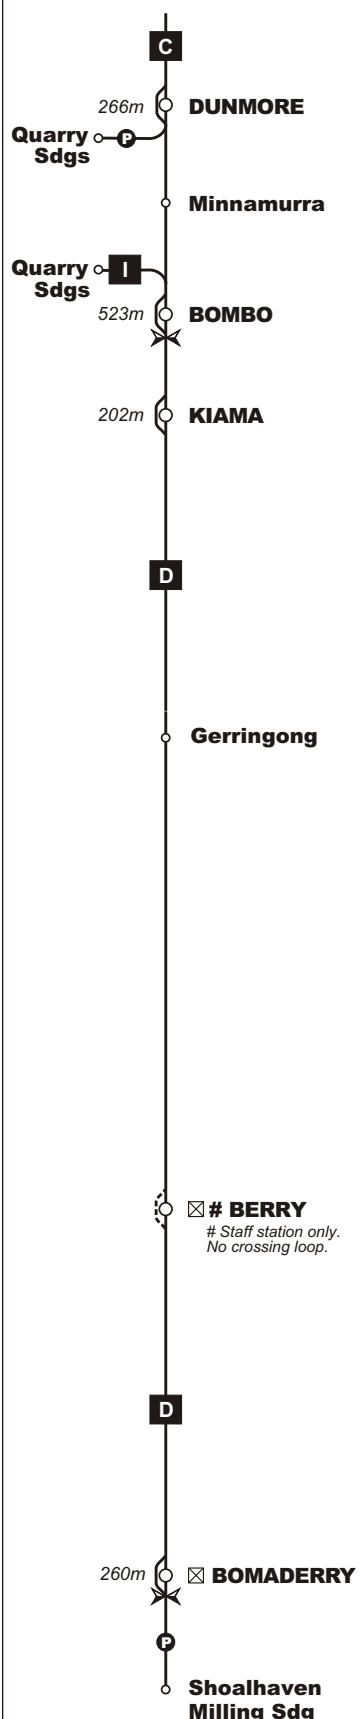 C
266m DUNMORE
Quarry P
Sdgs
Minnamurra
Quarry I
Sdgs
523m BOMBO
202m KIAMA
D
Gerringong
# BERRY
# Staff station only.
No crossing loop.
D
260m BOMADERRY
P
Shoalhaven
Milling Sdg